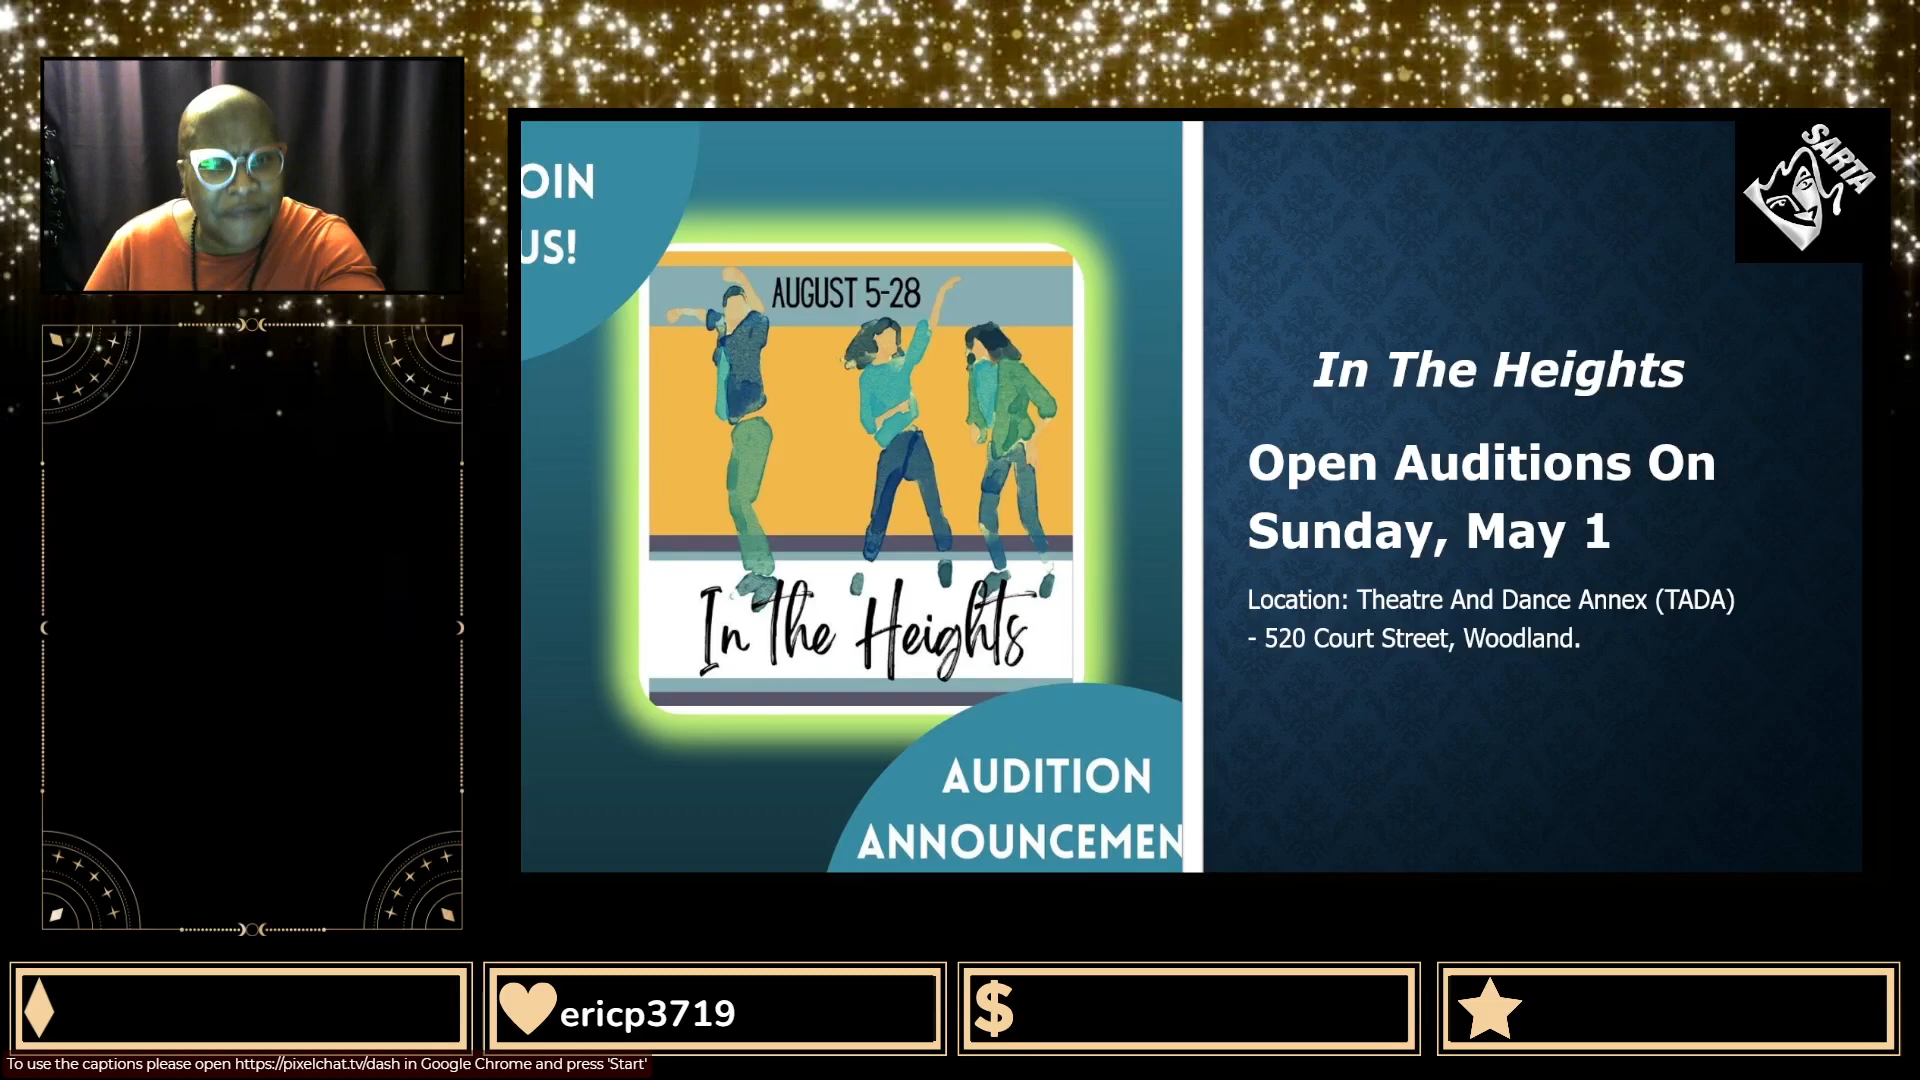 OIN
US!
AUGUST 5-28
In the Heights
AUDITION
ANNOUNCEMEN
SARTA
In The Heights
Open Auditions On
Sunday, May 1
Location: Theatre And Dance Annex (TADA)
- 520 Court Street, Woodland.
ericp3719
$
To use the captions please open https://pixelchat.tv/dash in Google Chrome and press 'Start'